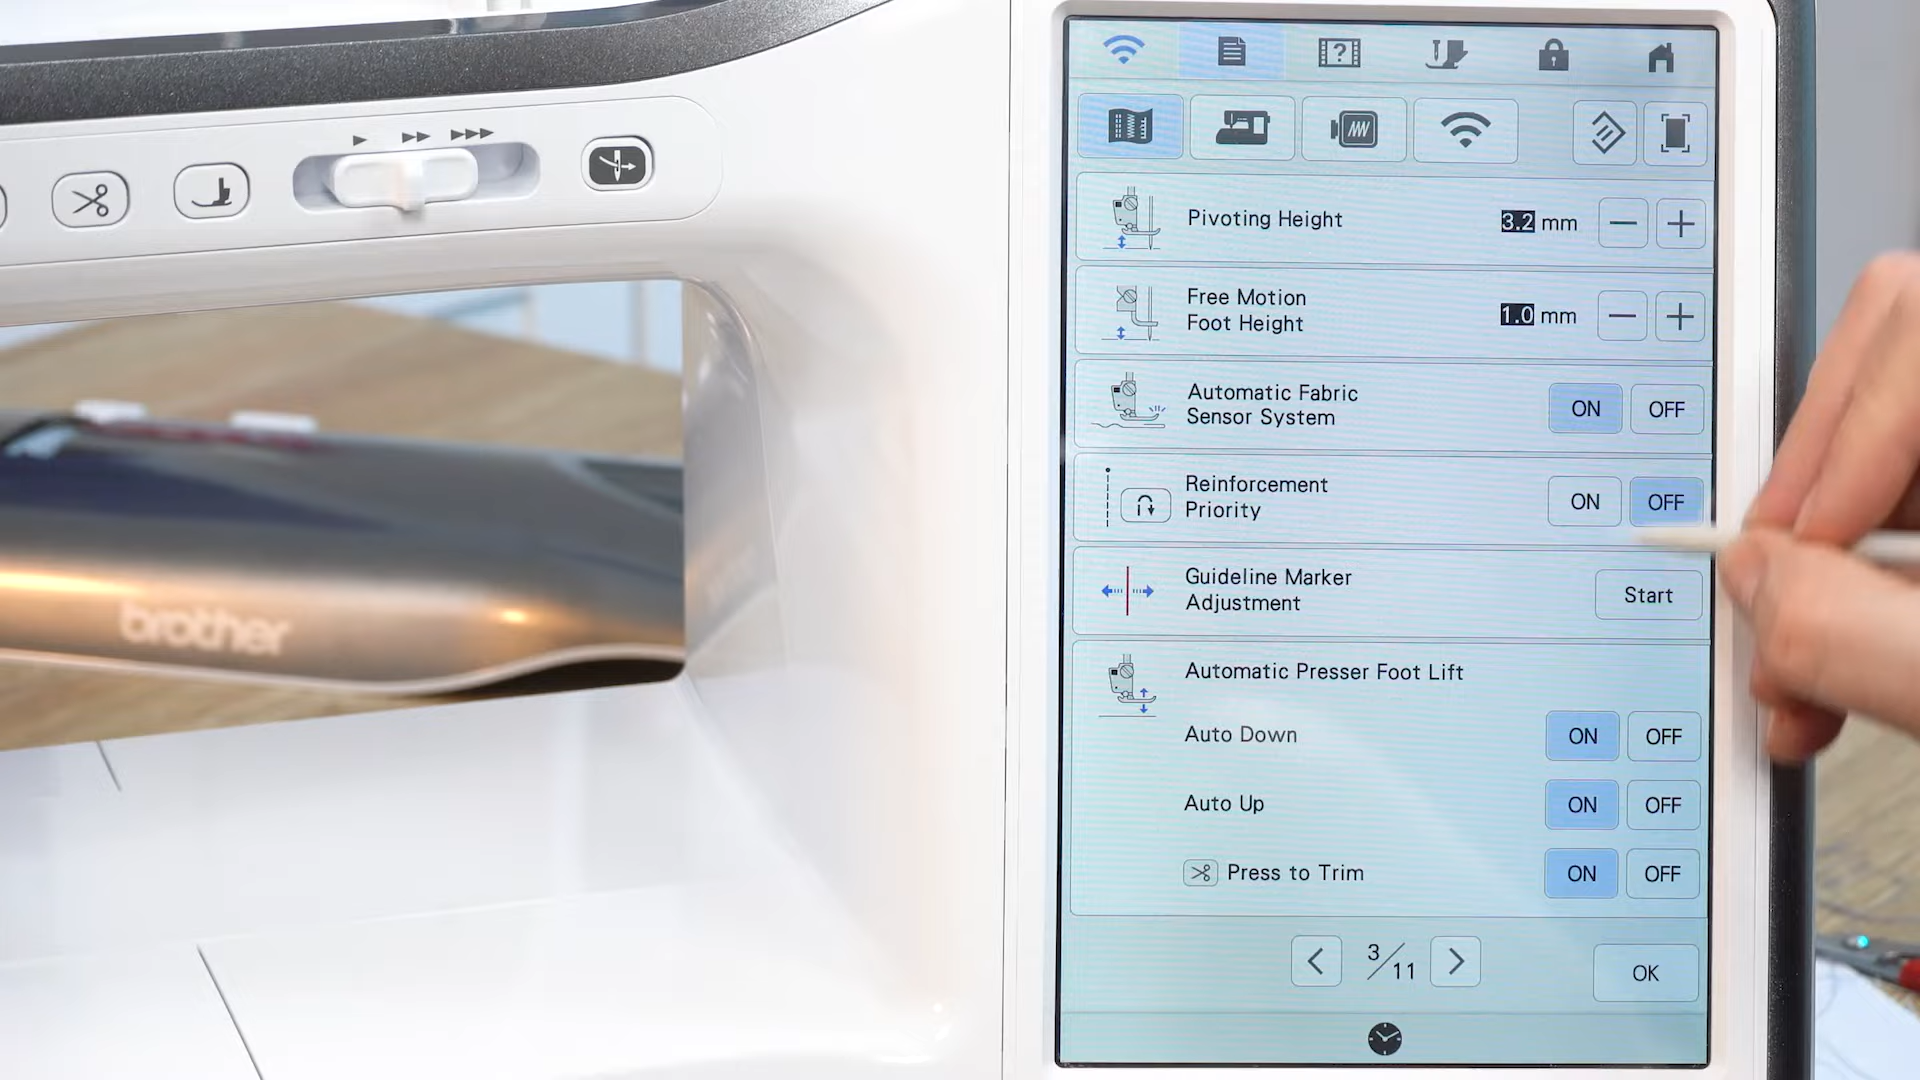 Pivoting Height 3.2 mm
Free Motion
Foot Height 1.0 mm
Automatic Fabric
Sensor System ON OFF
Reinforcement
Priority ON OFF
Guideline Marker
Adjustment Start
Automatic Presser Foot Lift
Auto Down ON OFF
Auto Up ON OFF
Press to Trim ON OFF
3/11
OK
brother